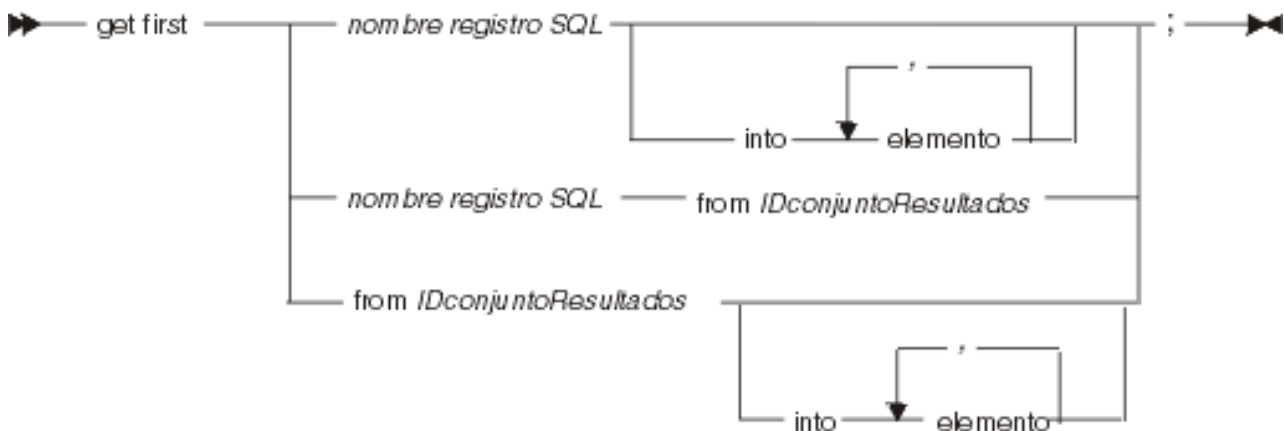 get first nombre registro SQL ;
,
into elemento
nombre registro SQL from IDconjuntoResultados
from IDconjuntoResultados
,
into elemento